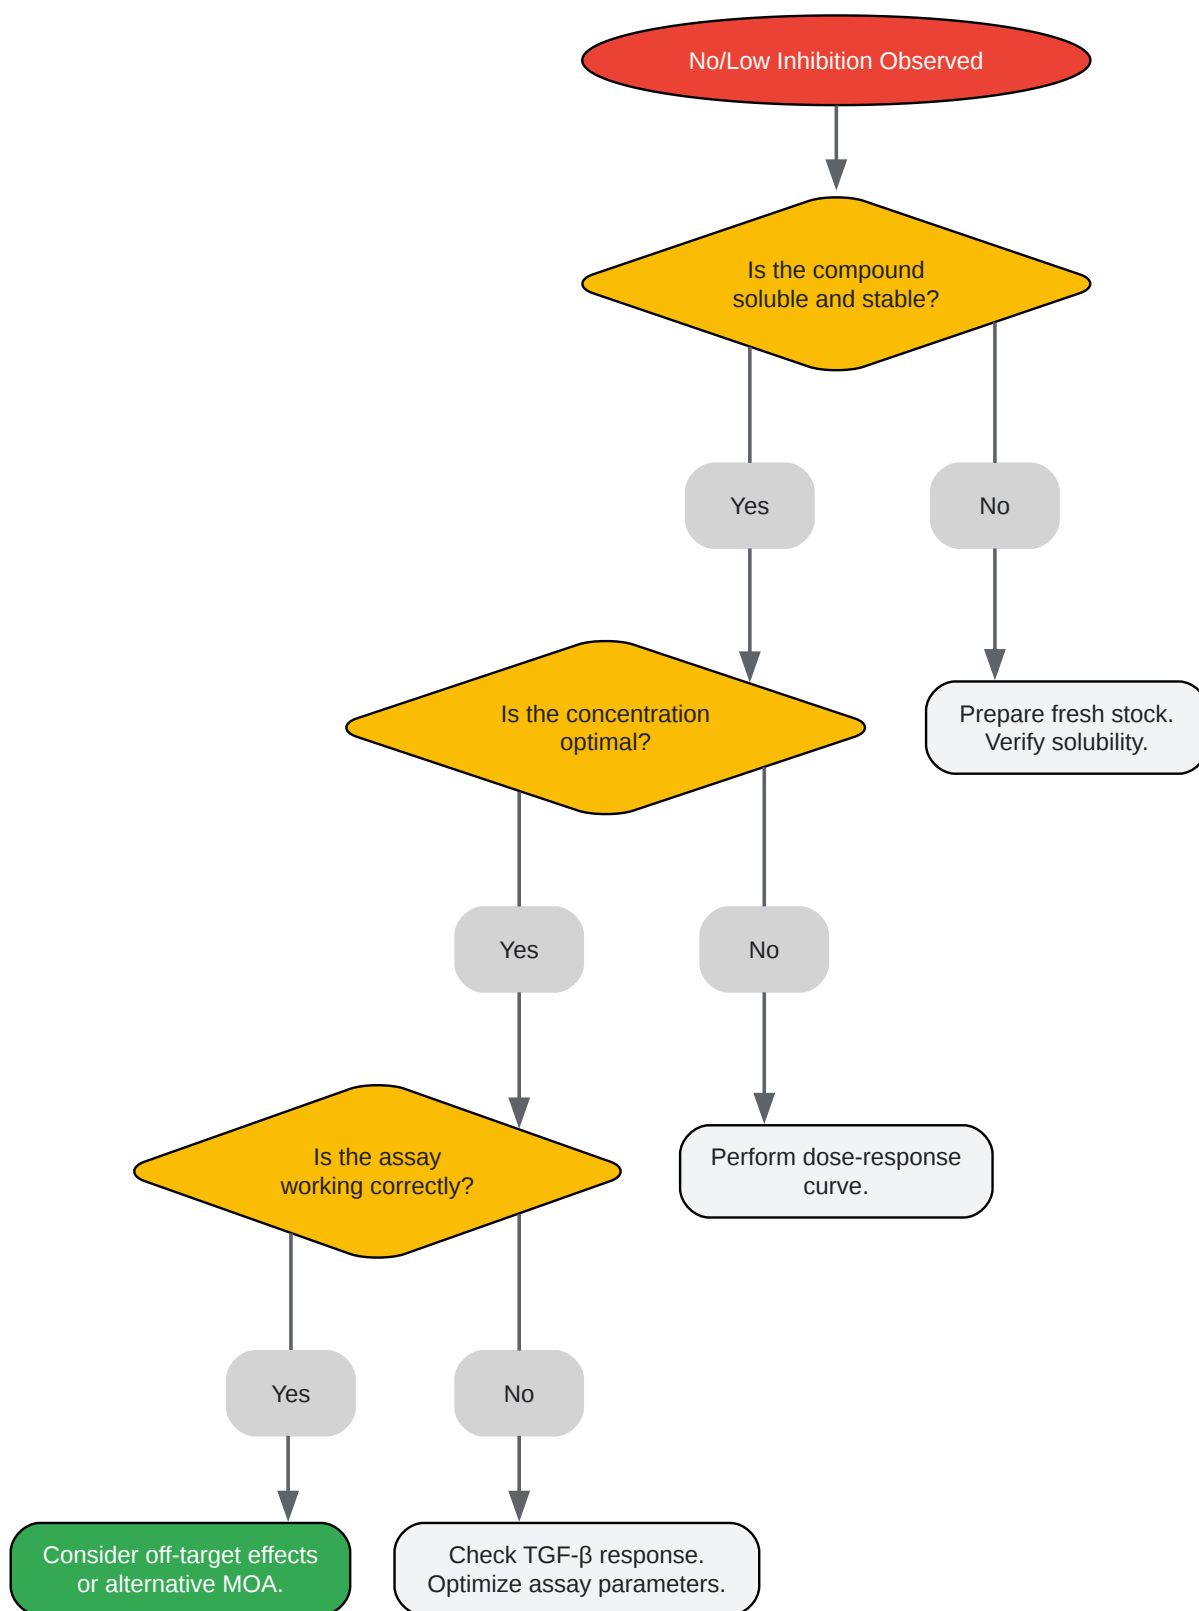 No/Low Inhibition Observed
Is the compound
soluble and stable?
Yes
No
Is the concentration
optimal?
Prepare fresh stock.
Verify solubility.
Yes
No
Is the assay
working correctly?
Perform dose-response
curve.
Yes
No
Consider off-target effects
or alternative MOA.
Check TGF-β response.
Optimize assay parameters.